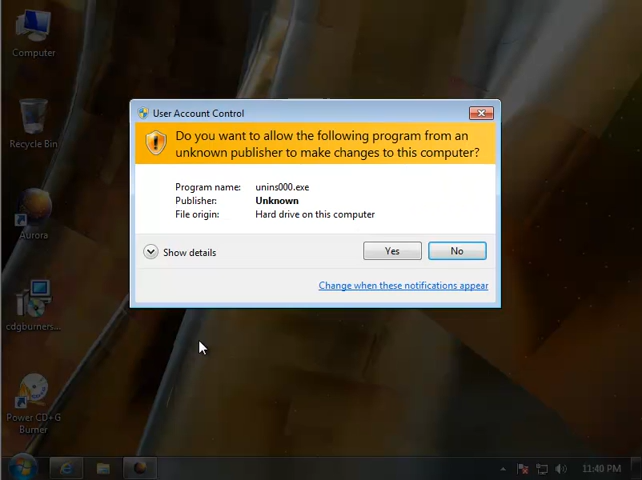 Computer
Recycle Bin
Aurora
cdgburners...
Power CD+G
Burner
User Account Control
Do you want to allow the following program from an
unknown publisher to make changes to this computer?
Program name: unins000.exe
Publisher: Unknown
File origin: Hard drive on this computer
Show details
Yes
No
Change when these notifications appear
11:40 PM